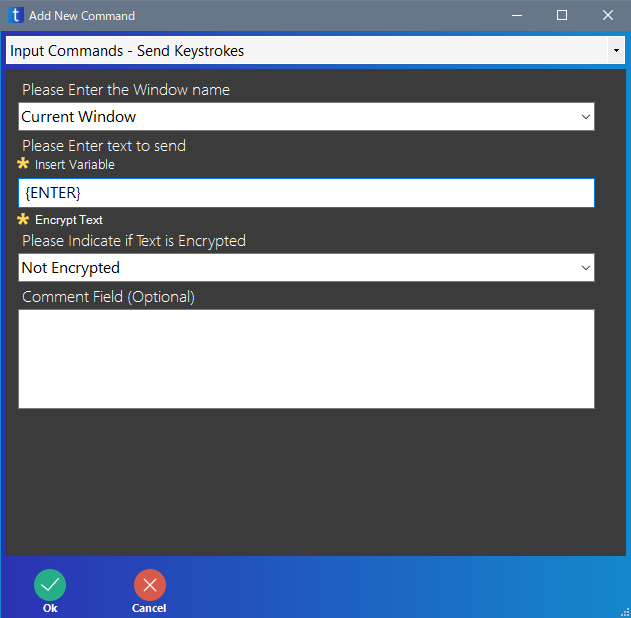 t Add New Command
Input Commands - Send Keystrokes
Please Enter the Window name
Current Window
Please Enter text to send
* Insert Variable
{ENTER}
* Encrypt Text
Please Indicate if Text is Encrypted
Not Encrypted
Comment Field (Optional)
Ok Cancel